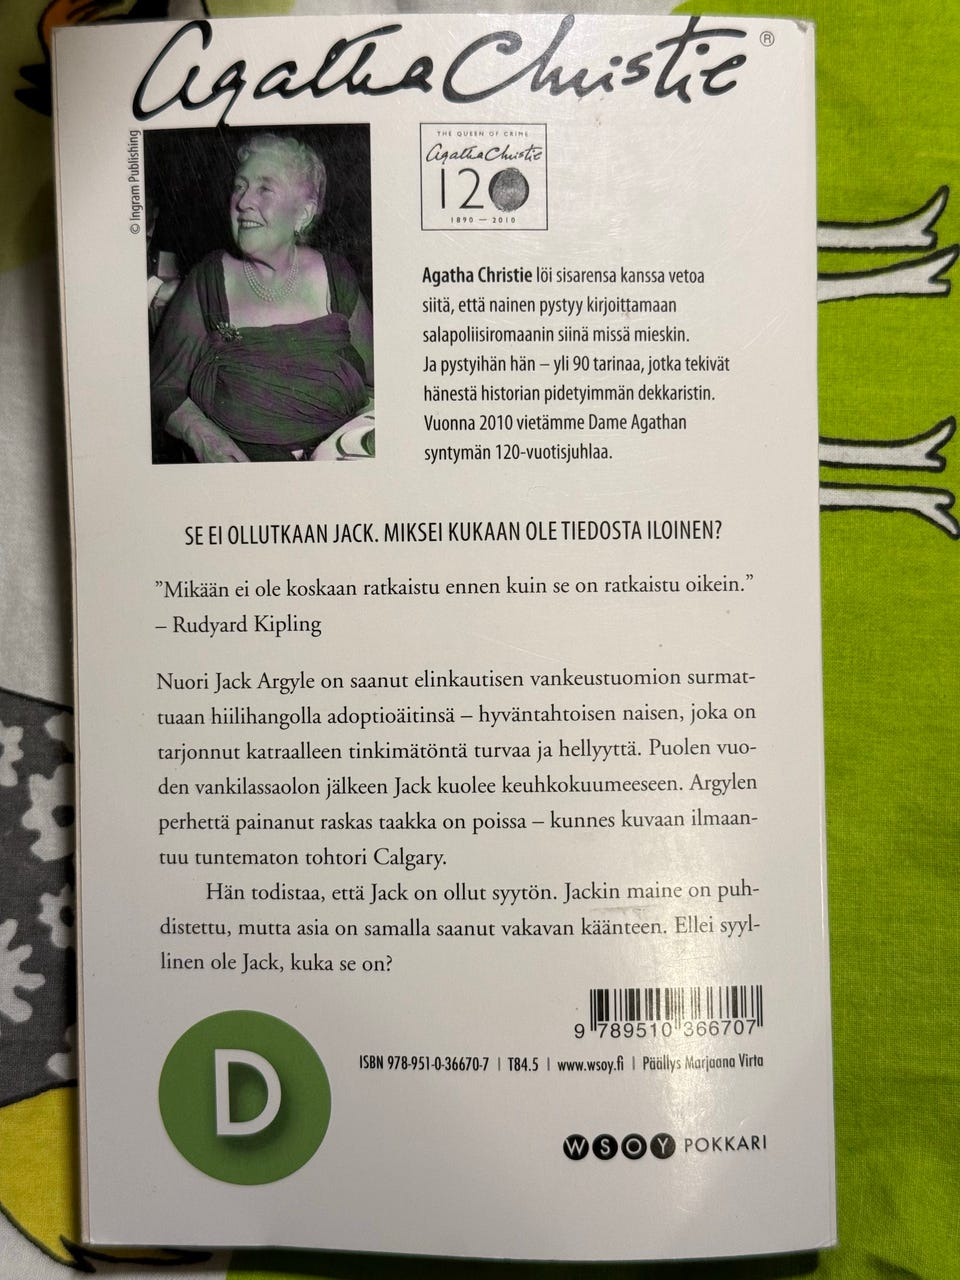 Agatha Christie®
© Ingram Publishing
THE QUEEN OF CRIME
Agatha Christie
120
1890 — 2010
Agatha Christie löi sisarensa kanssa vetoa
siitä, että nainen pystyy kirjoittamaan
salapoliisiromaanin siinä missä mieskin.
Ja pystyihän hän – yli 90 tarinaa, jotka tekivät
hänestä historian pidetyimmän dekkaristin.
Vuonna 2010 vietämme Dame Agathan
syntymän 120-vuotisjuhlaa.
SE EI OLLUTKAAN JACK. MIKSEI KUKAAN OLE TIEDOSTA ILOINEN?
”Mikään ei ole koskaan ratkaistu ennen kuin se on ratkaistu oikein.”
– Rudyard Kipling
Nuori Jack Argyle on saanut elinkautisen vankeustuomion surmat-
tuaan hiilihangolla adoptioäitinsä – hyväntahtoisen naisen, joka on
tarjonnut katraalleen tinkimätöntä turvaa ja hellyyttä. Puolen vuo-
den vankilassaolon jälkeen Jack kuolee keuhkokuumeeseen. Argylen
perhettä painanut raskas taakka on poissa – kunnes kuvaan ilmaan-
tuu tuntematon tohtori Calgary.
Hän todistaa, että Jack on ollut syytön. Jackin maine on puh-
distettu, mutta asia on samalla saanut vakavan käänteen. Ellei syyl-
linen ole Jack, kuka se on?
9 789510 366707
ISBN 978-951-0-36670-7 | T84.5 | www.wsoy.fi | Päällys Marjaana Virta
D
WSOY POKKARI